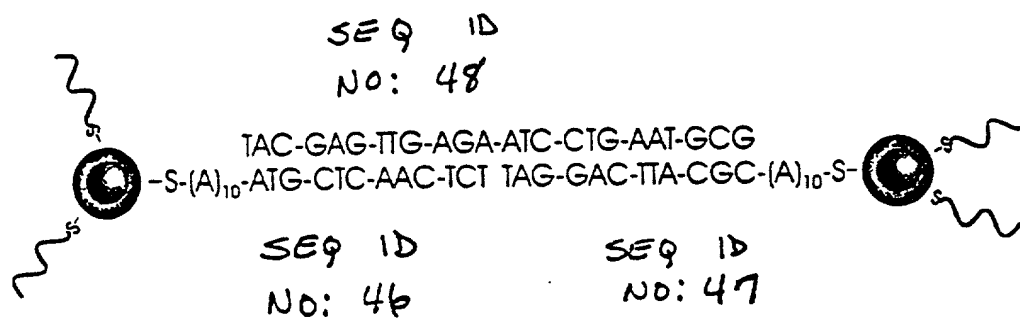 SEQ ID
NO: 48
S
S
TAC-GAG-TTG-AGA-ATC-CTG-AAT-GCG
-S-(A)10-ATG-CTC-AAC-TCT TAG-GAC-TTA-CGC-(A)10-S-
S
S
SEQ ID
NO: 46
SEQ ID
NO: 47